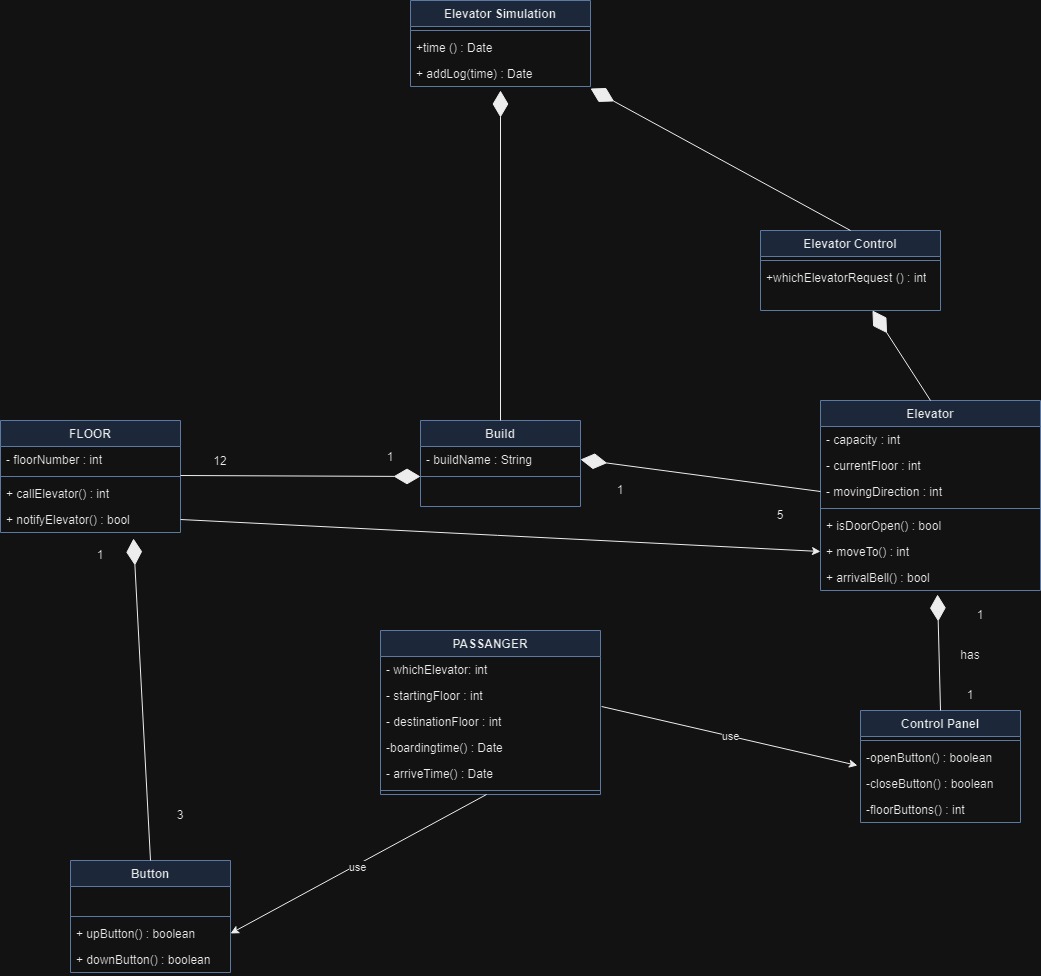 Elevator Simulation
+time () : Date
+ addLog(time) : Date
Elevator Control
+whichElevatorRequest () : int
Elevator
- capacity : int
- currentFloor : int
- movingDirection : int
+ isDoorOpen() : bool
+ moveTo() : int
+ arrivalBell() : bool
FLOOR
- floorNumber : int
+ callElevator() : int
+ notifyElevator() : bool
12
1
Build
- buildName : String
1
5
1
1
has
1
PASSANGER
- whichElevator: int
- startingFloor : int
- destinationFloor : int
-boardingtime() : Date
- arriveTime() : Date
use
Control Panel
-openButton() : boolean
-closeButton() : boolean
-floorButtons() : int
3
use
Button
+ upButton() : boolean
+ downButton() : boolean